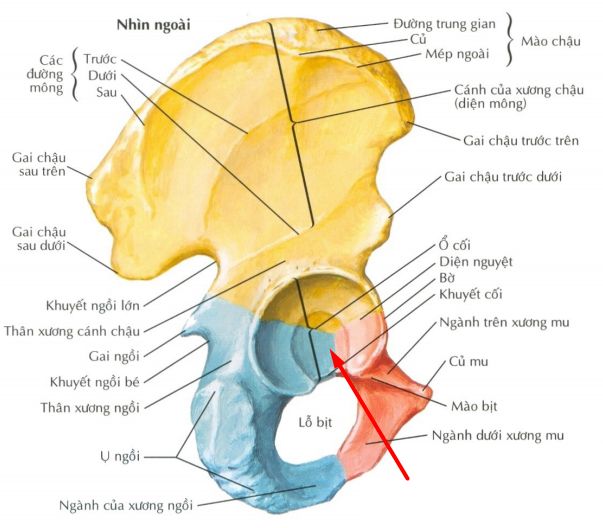 Nhìn ngoài
Đường trung gian
Củ
Mép ngoài
Mào chậu
Các
đường
mông
Trước
Dưới
Sau
Cánh của xương chậu
(diện mông)
Gai chậu trước trên
Gai chậu
sau trên
Gai chậu trước dưới
Gai chậu
sau dưới
Ổ cối
Diện nguyệt
Bờ
Khuyết cối
Khuyết ngồi lớn
Ngành trên xương mu
Thân xương cánh chậu
Gai ngồi
Củ mu
Khuyết ngồi bé
Thân xương ngồi
Mào bịt
Lỗ bịt
Ngành dưới xương mu
Ụ ngồi
Ngành của xương ngồi